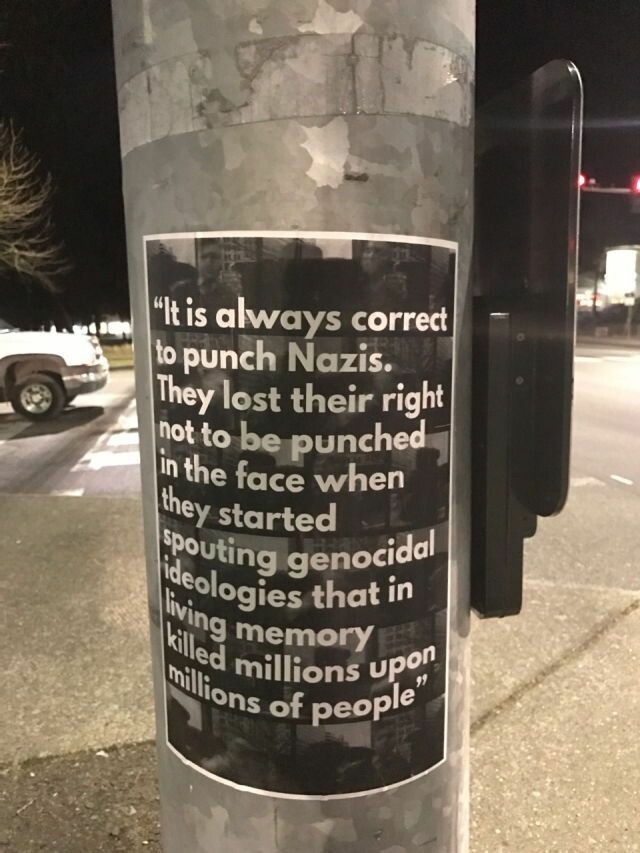 “It is always correct
to punch Nazis.
They lost their right
not to be punched
in the face when
they started
spouting genocidal
ideologies that in
living memory
killed millions upon
millions of people”